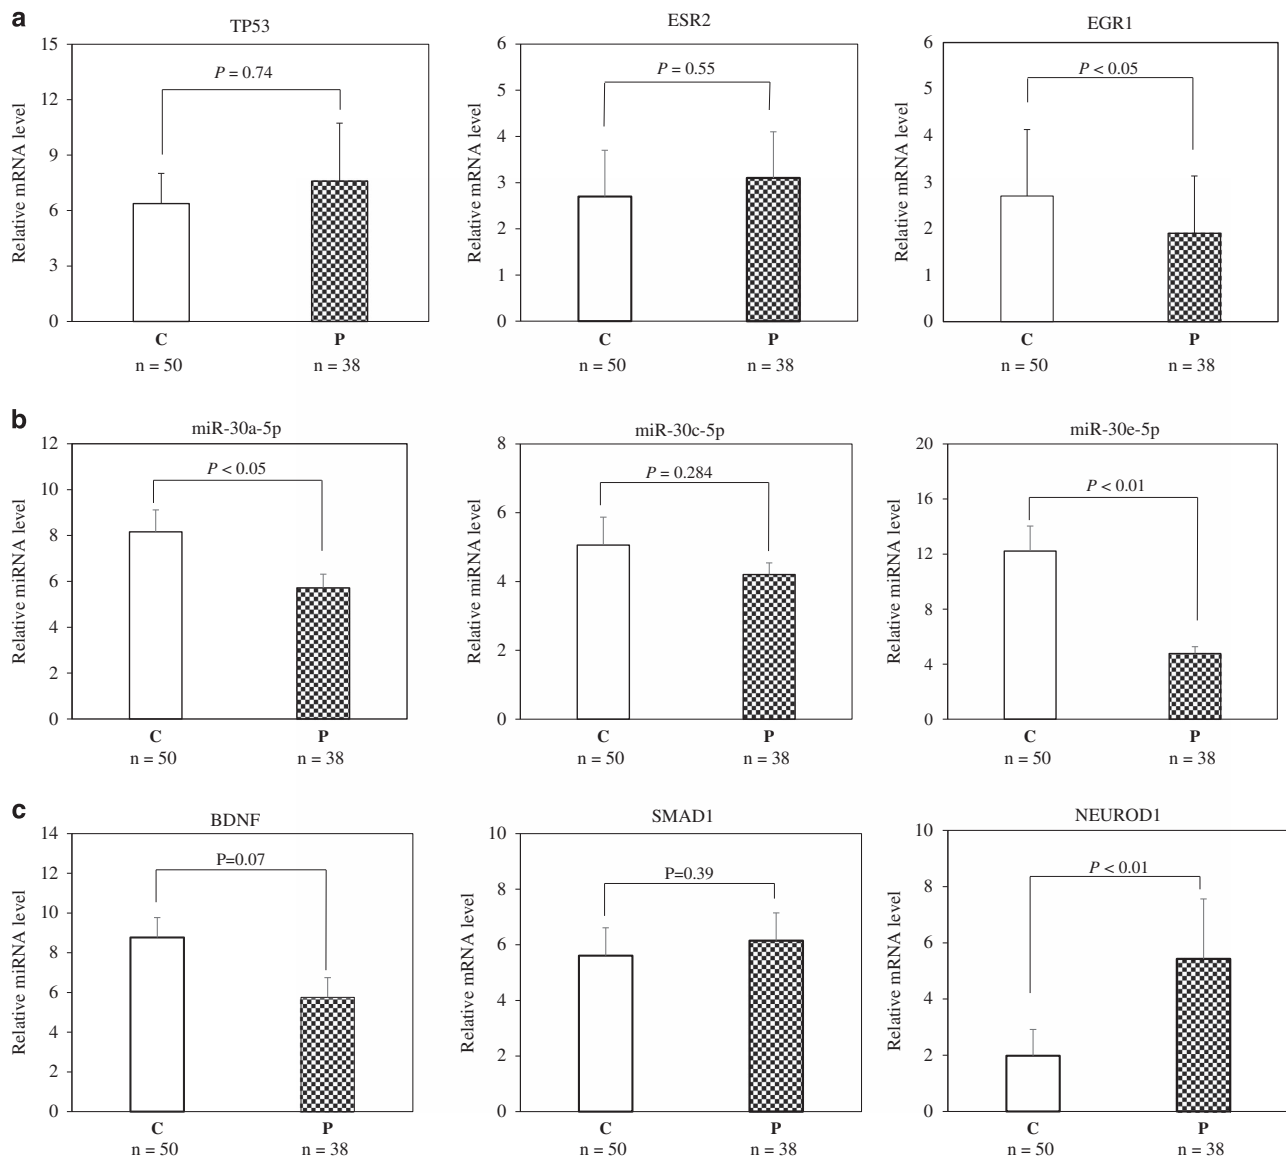 a
TP53
ESR2
EGR1
Relative mRNA level
15
12
9
6
3
0
P = 0.74
C
P
n = 50
n = 38
Relative mRNA level
6
5
4
3
2
1
0
P = 0.55
C
P
n = 50
n = 38
Relative mRNA level
6
5
4
3
2
1
0
P < 0.05
C
P
n = 50
n = 38
b
miR-30a-5p
miR-30c-5p
miR-30e-5p
Relative miRNA level
12
10
8
6
4
2
0
P < 0.05
C
P
n = 50
n = 38
Relative miRNA level
8
6
4
2
0
P = 0.284
C
P
n = 50
n = 38
Relative miRNA level
20
16
12
8
4
0
P < 0.01
C
P
n = 50
n = 38
c
BDNF
SMAD1
NEUROD1
Relative miRNA level
14
12
10
8
6
4
2
0
P=0.07
C
P
n = 50
n = 38
Relative mRNA level
10
8
6
4
2
0
P=0.39
C
P
n = 50
n = 38
Relative mRNA level
10
8
6
4
2
0
P < 0.01
C
P
n = 50
n = 38